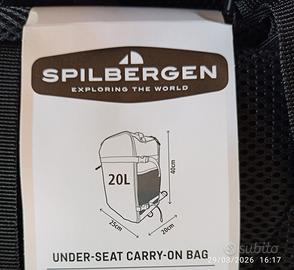 SPILBERGEN
EXPLORING THE WORLD
20L
40cm
25cm
20cm
UNDER-SEAT CARRY-ON BAG
subito
29/03/2026 16:17